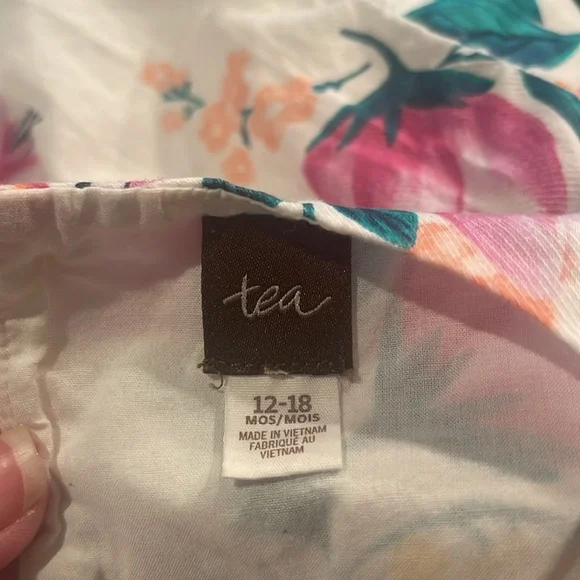 tea
12-18
MOS/MOIS
MADE IN VIETNAM
FABRIQUÉ AU
VIETNAM